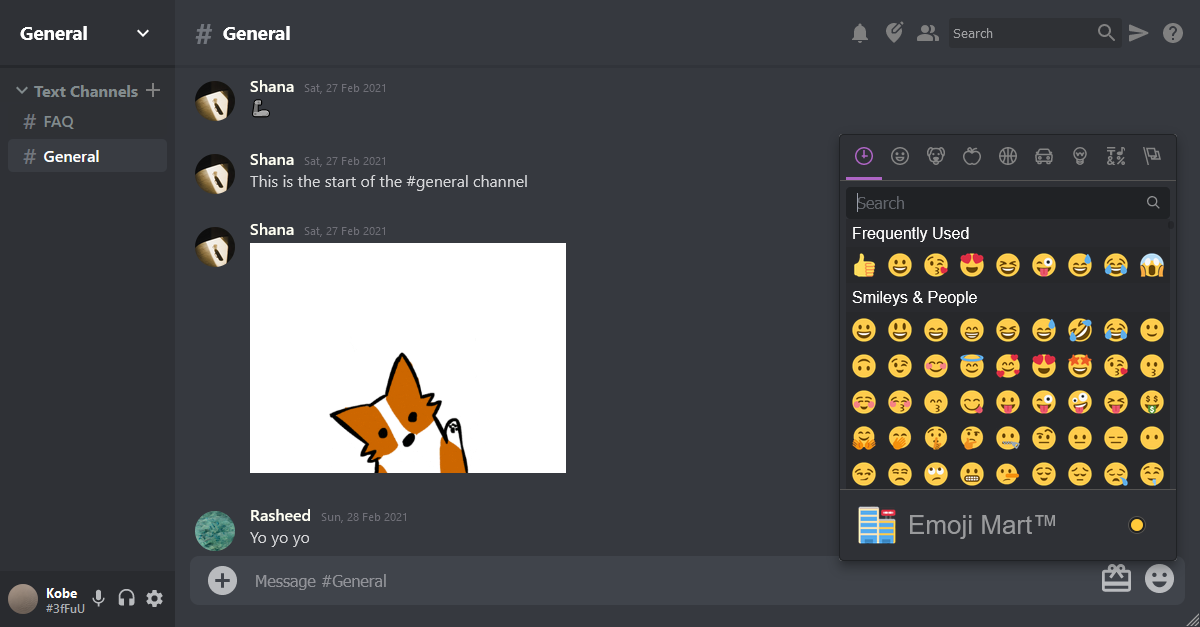 General
# General
Search
Text Channels
# FAQ
# General
Shana Sat, 27 Feb 2021
Shana Sat, 27 Feb 2021
This is the start of the #general channel
Shana Sat, 27 Feb 2021
Rasheed Sun, 28 Feb 2021
Yo yo yo
Message #General
Kobe
#3fFuU
Search
Frequently Used
Smileys & People
Emoji Mart™